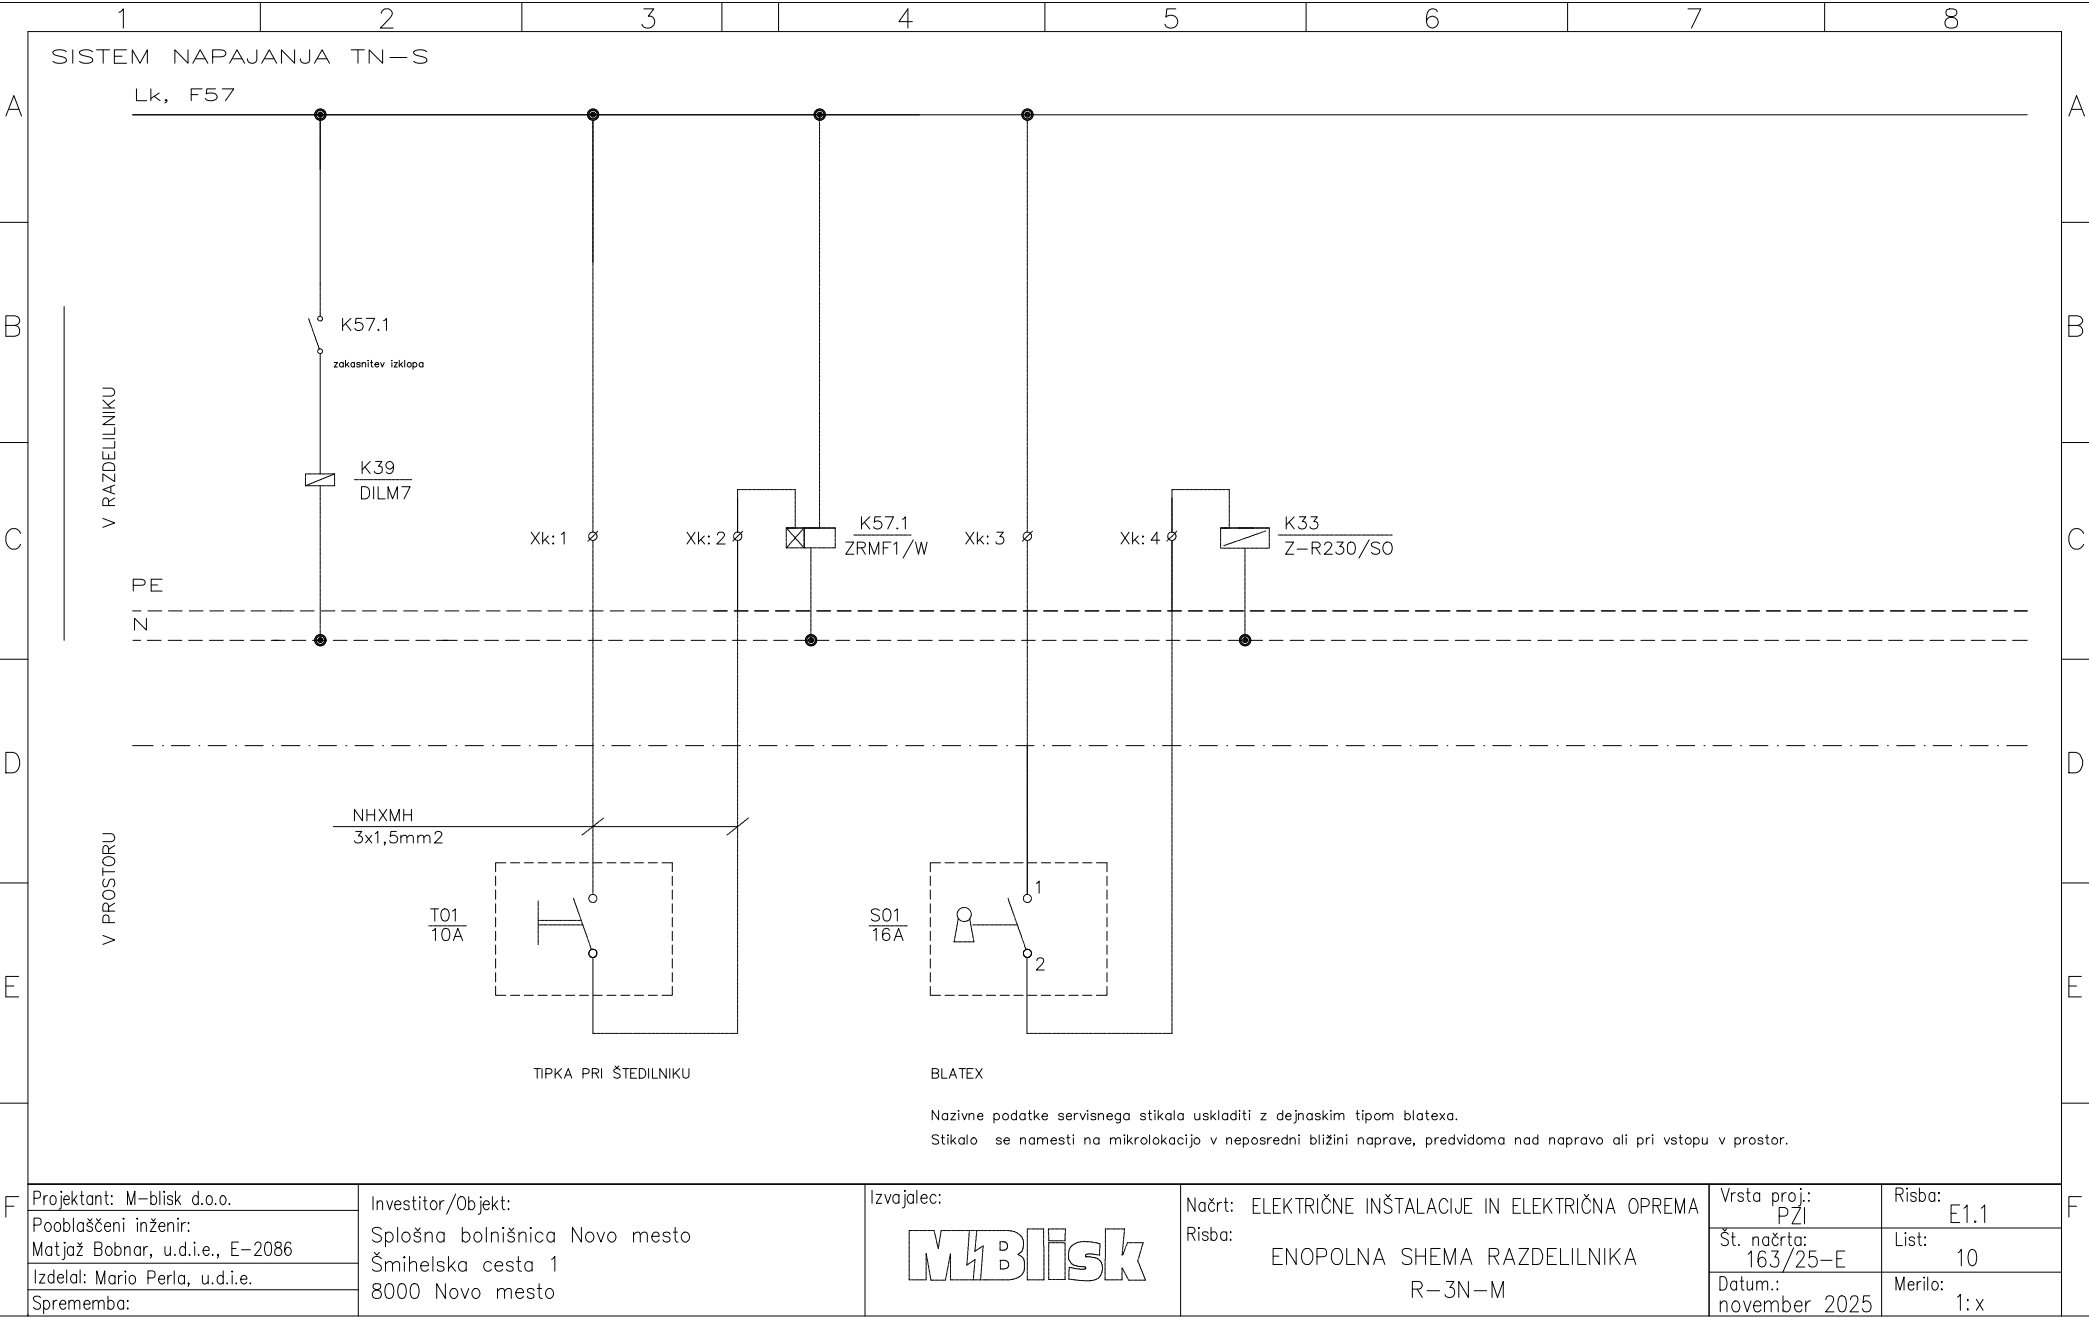 1 2 3 4 5 6 7 8
SISTEM NAPAJANJA TN-S
Lk, F57
A A
B B
K57.1
zakasnitev izklopa
V RAZDELILNIKU
K39
DILM7
C C
Xk: 1
Xk: 2
K57.1
ZRMF1/W
Xk: 3
Xk: 4
K33
Z-R230/SO
PE
N
D D
NHXMH
3x1,5mm2
V PROSTORU
T01
10A
S01
16A
1
2
E E
TIPKA PRI ŠTEDILNIKU
BLATEX
Nazivne podatke servisnega stikala uskladiti z dejnaskim tipom blatexa.
Stikalo se namesti na mikrolokacijo v neposredni bližini naprave, predvidoma nad napravo ali pri vstopu v prostor.
F F
Projektant: M-blisk d.o.o.
Pooblaščeni inženir:
Matjaž Bobnar, u.d.i.e., E-2086
Izdelal: Mario Perla, u.d.i.e.
Sprememba:
Investitor/Objekt:
Splošna bolnišnica Novo mesto
Šmihelska cesta 1
8000 Novo mesto
Izvajalec:
MBlisk
Načrt: ELEKTRIČNE INŠTALACIJE IN ELEKTRIČNA OPREMA
Risba:
ENOPOLNA SHEMA RAZDELILNIKA
R-3N-M
Vrsta proj.:
PZI
Št. načrta:
163/25-E
Datum.:
november 2025
Risba:
E1.1
List:
10
Merilo:
1: x